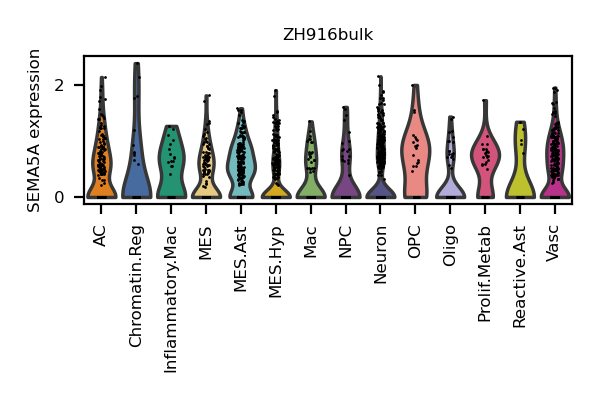 ZH916bulk
SEMA5A expression
2
0
AC
Chromatin.Reg
Inflammatory.Mac
MES
MES.Ast
MES.Hyp
Mac
NPC
Neuron
OPC
Oligo
Prolif.Metab
Reactive.Ast
Vasc